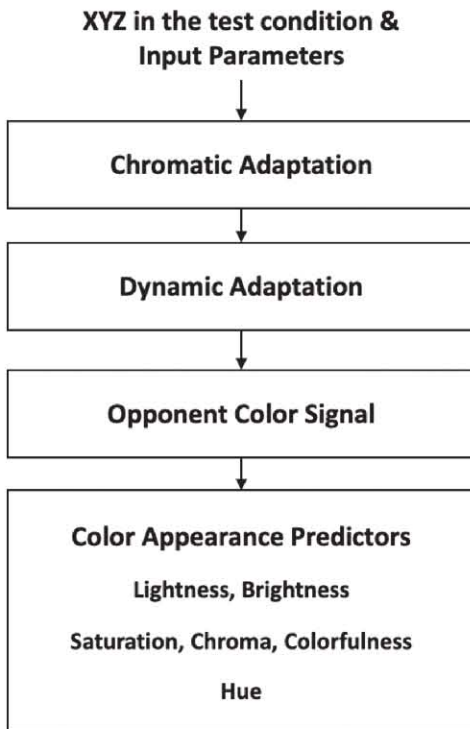 XYZ in the test condition &
Input Parameters
Chromatic Adaptation
Dynamic Adaptation
Opponent Color Signal
Color Appearance Predictors
Lightness, Brightness
Saturation, Chroma, Colorfulness
Hue